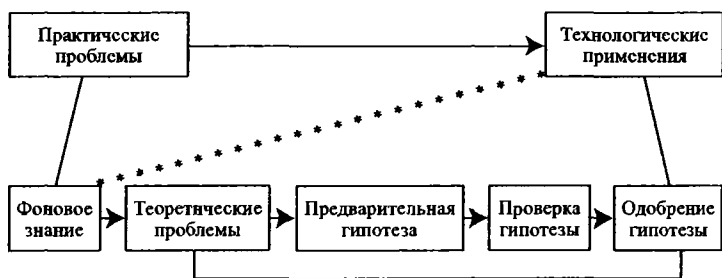 Практические
проблемы
Технологические
применения
Фоновое
знание
Теоретические
проблемы
Предварительная
гипотеза
Проверка
гипотезы
Одобрение
гипотезы